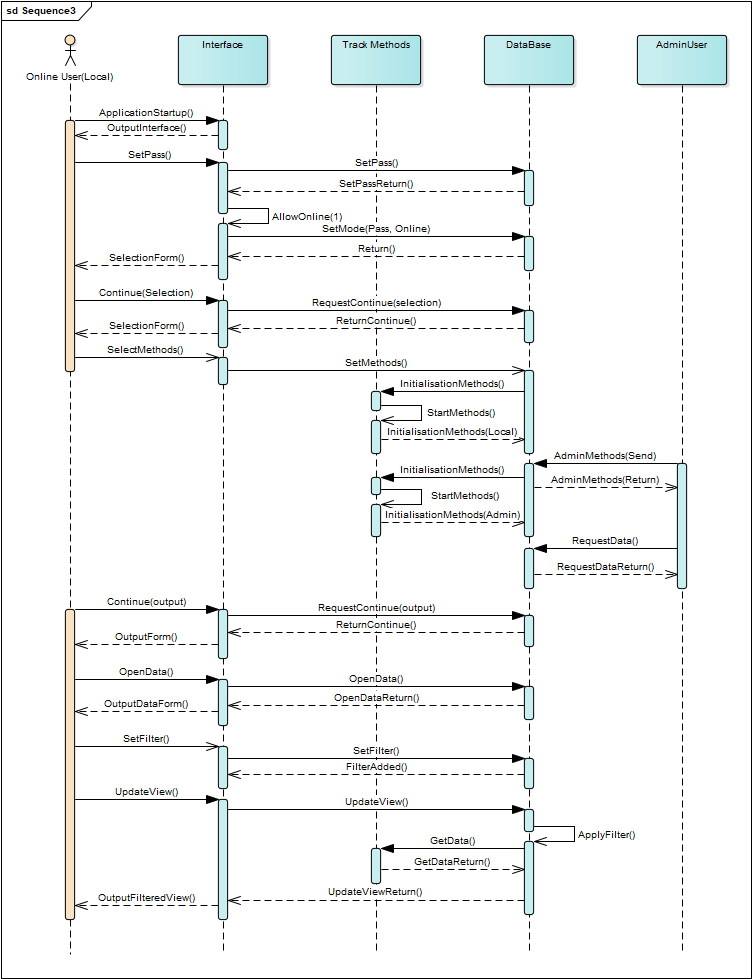 sd Sequence3
Online User(Local)
Interface
Track Methods
DataBase
AdminUser
ApplicationStartup()
OutputInterface()
SetPass()
SetPass()
SetPassReturn()
AllowOnline(1)
SetMode(Pass, Online)
Return()
SelectionForm()
Continue(Selection)
RequestContinue(selection)
ReturnContinue()
SelectionForm()
SelectMethods()
SetMethods()
InitialisationMethods()
StartMethods()
InitialisationMethods(Local)
AdminMethods(Send)
InitialisationMethods()
AdminMethods(Return)
StartMethods()
InitialisationMethods(Admin)
RequestData()
RequestDataReturn()
Continue(output)
RequestContinue(output)
ReturnContinue()
OutputForm()
OpenData()
OpenData()
OpenDataReturn()
OutputDataForm()
SetFilter()
SetFilter()
FilterAdded()
UpdateView()
UpdateView()
ApplyFilter()
GetData()
GetDataReturn()
UpdateViewReturn()
OutputFilteredView()